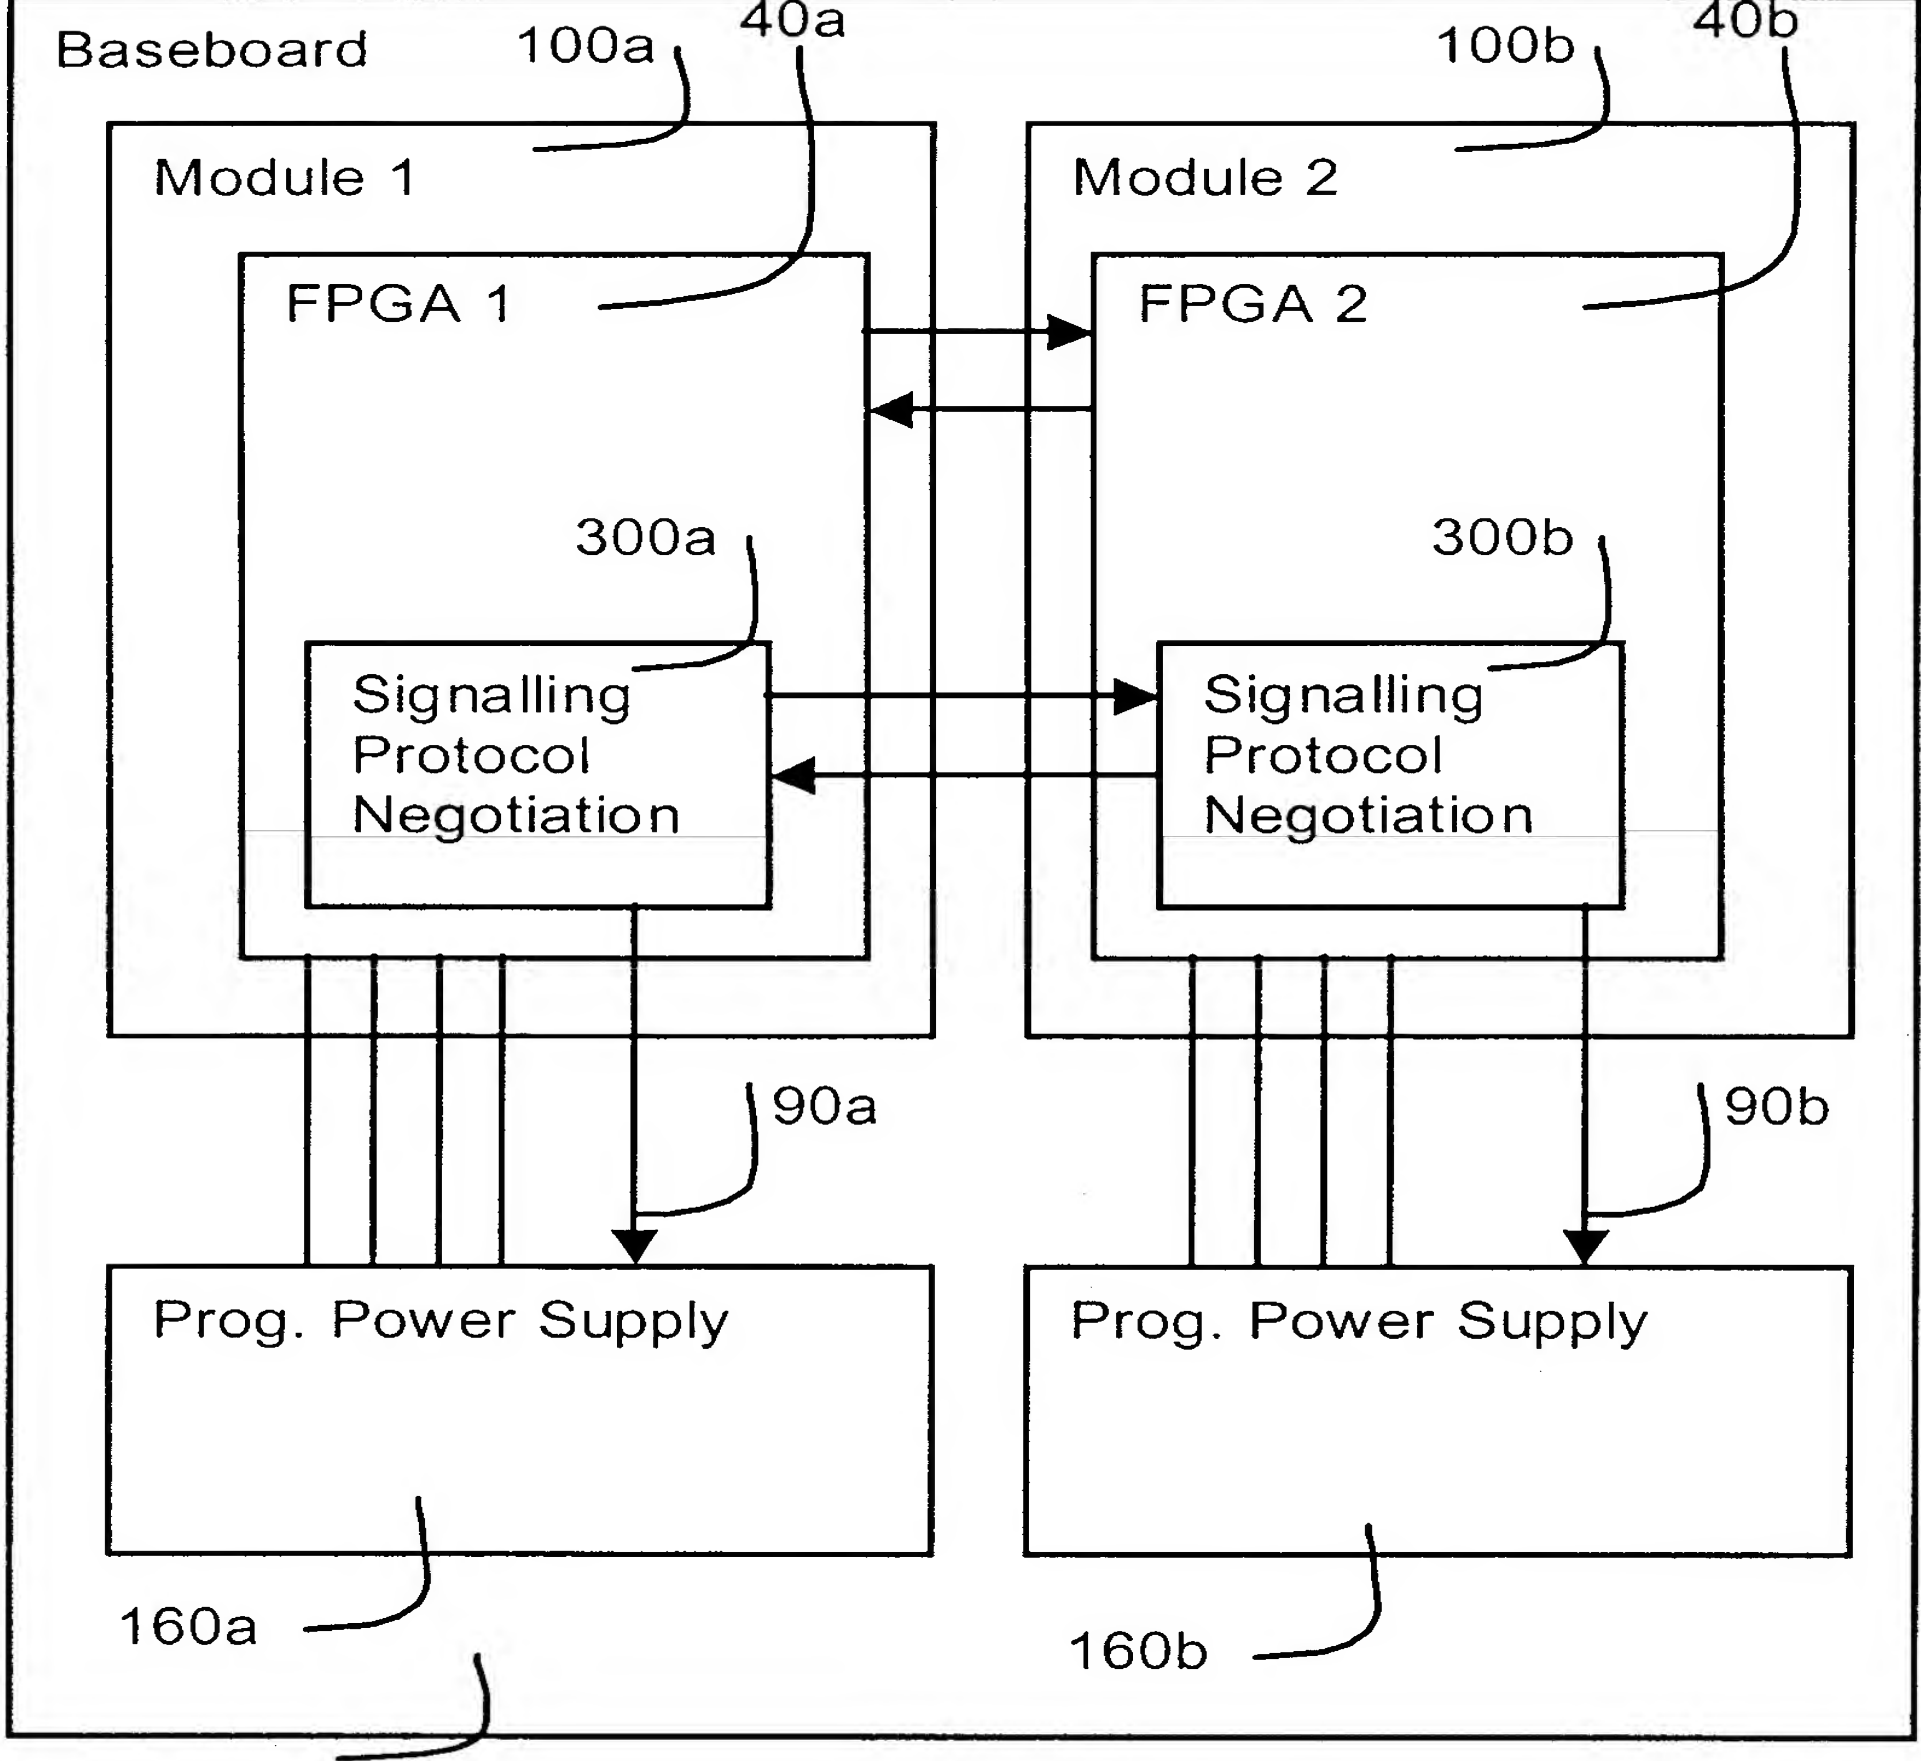 40a
40b
Baseboard
100a
100b
Module 1
Module 2
FPGA 1
FPGA 2
300a
300b
Signalling
Protocol
Negotiation
Signalling
Protocol
Negotiation
90a
90b
Prog. Power Supply
Prog. Power Supply
160a
160b